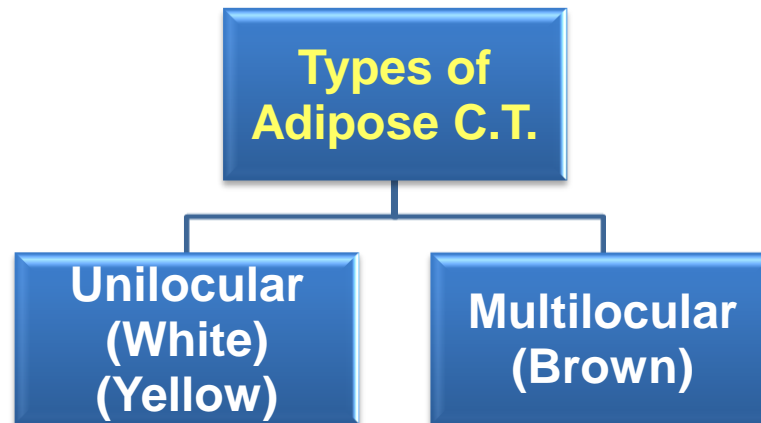 Types of
Adipose C.T.
Unilocular
(White)
(Yellow)
Multilocular
(Brown)